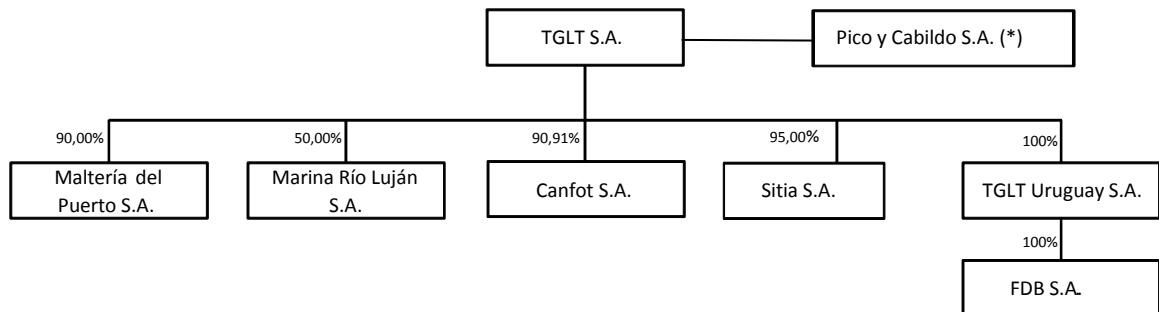 TGLT S.A.
Pico y Cabildo S.A. (*)
90,00%
50,00%
90,91%
95,00%
100%
Maltería del
Puerto S.A.
Marina Río Luján
S.A.
Canfot S.A.
Sitia S.A.
TGLT Uruguay S.A.
100%
FDB S.A.